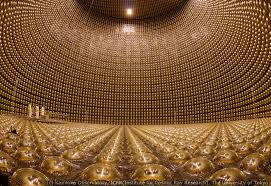 (c) Kamioka Observatory, ICRR(Institute for Cosmic Ray Research), The University of Tokyo